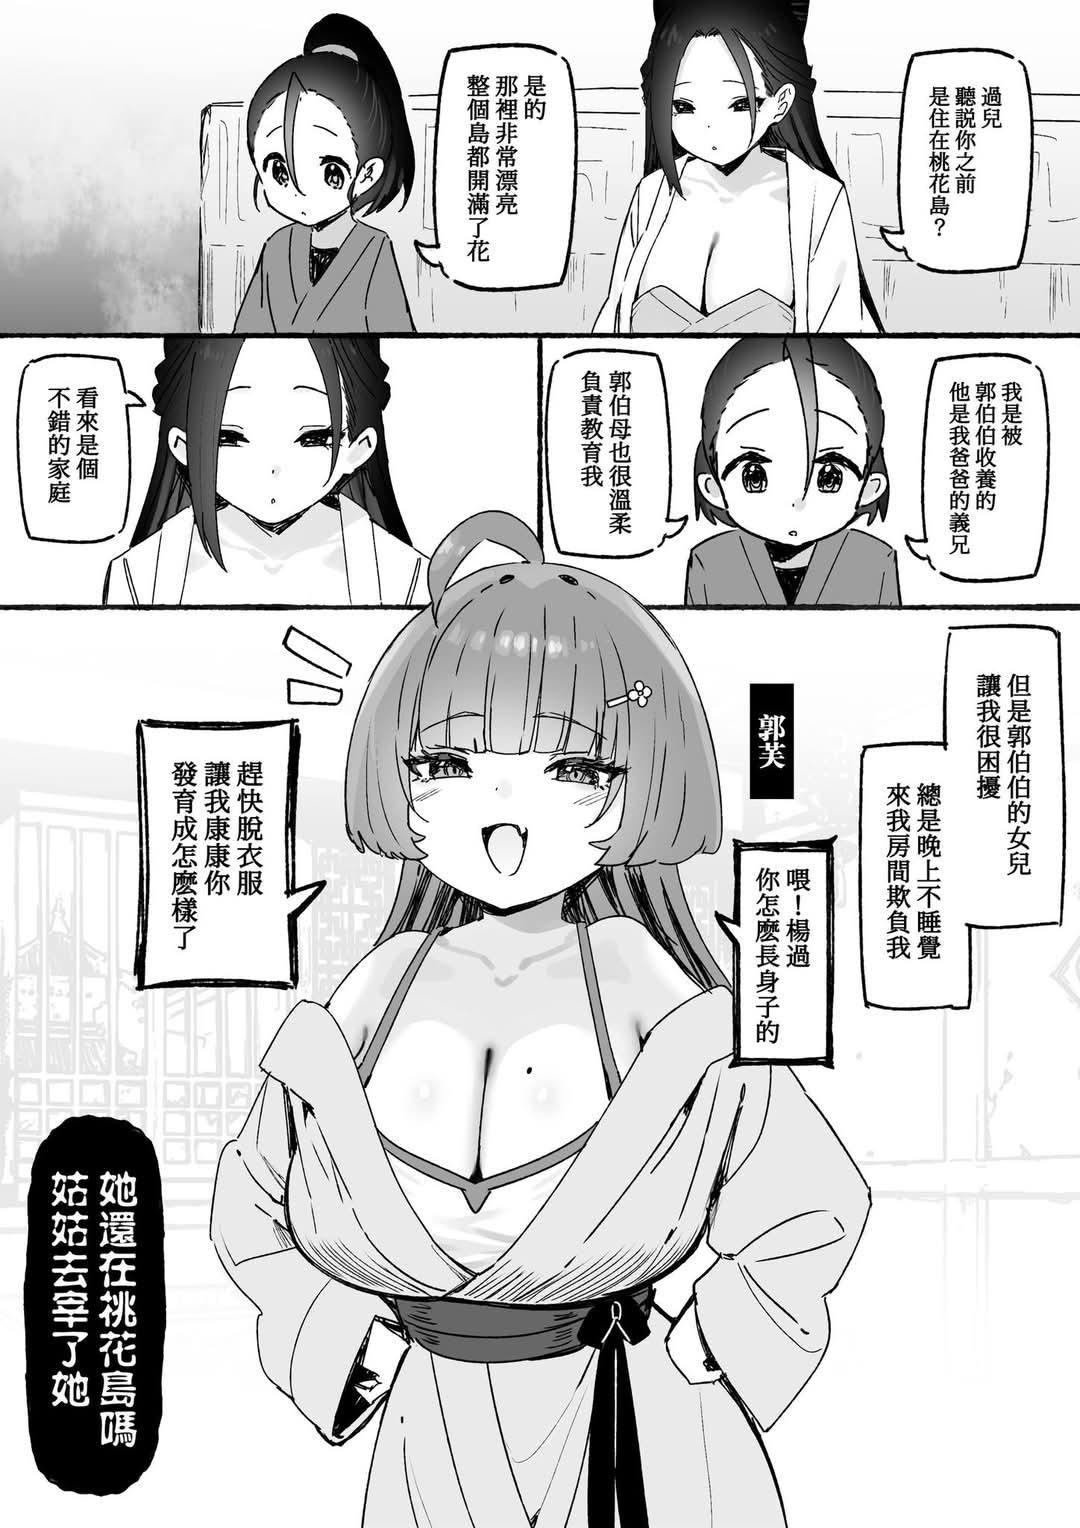 過兒
聽說你之前
是住在桃花島？
是的
那裡非常漂亮
整個島都開滿了花
我是被
郭伯伯收養的
他是我爸爸的義兄
郭伯母也很溫柔
負責教育我
看來是個
不錯的家庭
但是郭伯伯的女兒
讓我很困擾
總是晚上不睡覺
來我房間欺負我
郭芙
喂！楊過
你怎麼長身子的
趕快脫衣服
讓我康康你
發育成怎麼樣了
她還在桃花島嗎
姑姑去宰了她